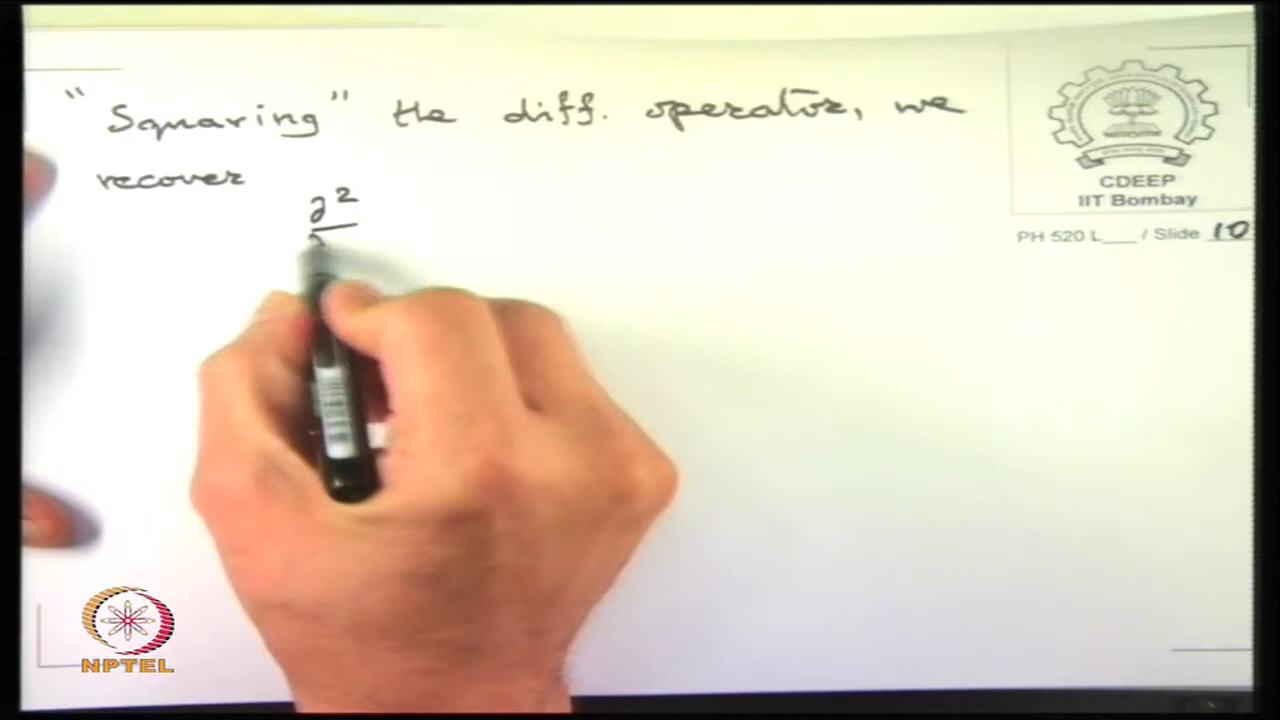 "Squaring" the diff. operator, we
recover
∂²
CDEEP
IIT Bombay
PH 520 L___ / Slide 10
NPTEL